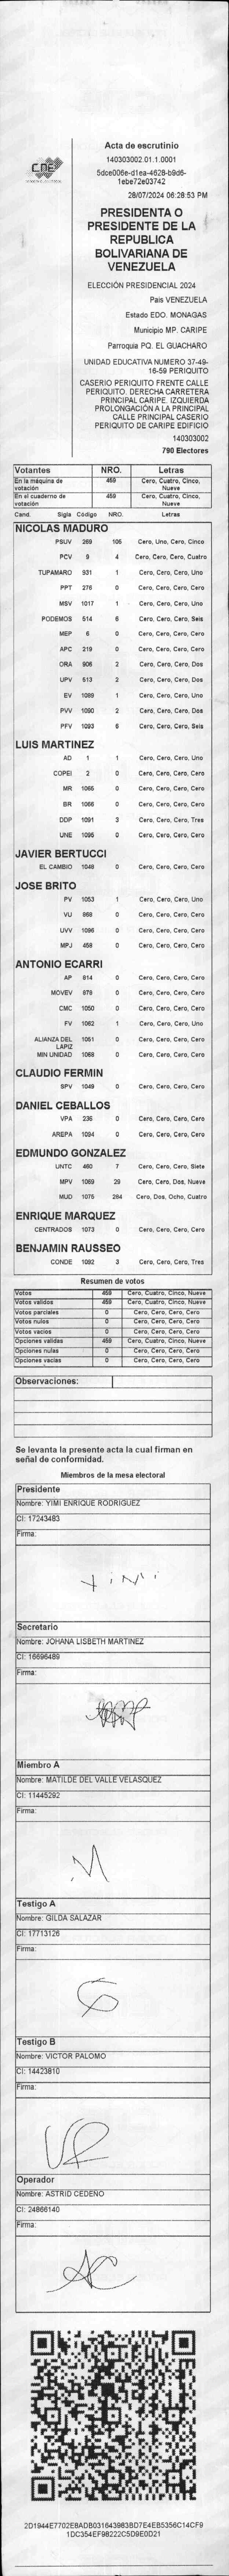 CNE
Acta de escrutinio
140303002.01.1.0001
5dce006e-d1ea-4628-b9d6-
1ebe72e03742
28/07/2024 06:28:53 PM
PRESIDENTA O
PRESIDENTE DE LA
REPUBLICA
BOLIVARIANA DE
VENEZUELA
ELECCIÓN PRESIDENCIAL 2024
País VENEZUELA
Estado EDO. MONAGAS
Municipio MP. CARIPE
Parroquia PQ. EL GUACHARO
UNIDAD EDUCATIVA NUMERO 37-49-
16-59 PERIQUITO
CASERIO PERIQUITO FRENTE CALLE
PERIQUITO. DERECHA CARRETERA
PRINCIPAL CARIPE. IZQUIERDA
PROLONGACIÓN A LA PRINCIPAL
CALLE PRINCIPAL CASERIO
PERIQUITO DE CARIPE EDIFICIO
140303002
790 Electores
Votantes NRO. Letras
En la máquina de votación 459 Cero, Cuatro, Cinco, Nueve
En el cuaderno de votación 459 Cero, Cuatro, Cinco, Nueve
Cand. Sigla Código NRO. Letras
NICOLAS MADURO
PSUV 269 105 Cero, Uno, Cero, Cinco
PCV 9 4 Cero, Cero, Cero, Cuatro
TUPAMARO 931 1 Cero, Cero, Cero, Uno
PPT 276 0 Cero, Cero, Cero, Cero
MSV 1017 1 Cero, Cero, Cero, Uno
PODEMOS 514 6 Cero, Cero, Cero, Seis
MEP 6 0 Cero, Cero, Cero, Cero
APC 219 0 Cero, Cero, Cero, Cero
ORA 906 2 Cero, Cero, Cero, Dos
UPV 513 2 Cero, Cero, Cero, Dos
EV 1089 1 Cero, Cero, Cero, Uno
PVV 1090 2 Cero, Cero, Cero, Dos
PFV 1093 6 Cero, Cero, Cero, Seis
LUIS MARTINEZ
AD 1 1 Cero, Cero, Cero, Uno
COPEI 2 0 Cero, Cero, Cero, Cero
MR 1065 0 Cero, Cero, Cero, Cero
BR 1066 0 Cero, Cero, Cero, Cero
DDP 1091 3 Cero, Cero, Cero, Tres
UNE 1095 0 Cero, Cero, Cero, Cero
JAVIER BERTUCCI
EL CAMBIO 1048 0 Cero, Cero, Cero, Cero
JOSE BRITO
PV 1053 1 Cero, Cero, Cero, Uno
VU 868 0 Cero, Cero, Cero, Cero
UVV 1096 0 Cero, Cero, Cero, Cero
MPJ 458 0 Cero, Cero, Cero, Cero
ANTONIO ECARRI
AP 814 0 Cero, Cero, Cero, Cero
MOVEV 879 0 Cero, Cero, Cero, Cero
CMC 1050 0 Cero, Cero, Cero, Cero
FV 1062 1 Cero, Cero, Cero, Uno
ALIANZA DEL LAPIZ 1061 0 Cero, Cero, Cero, Cero
MIN UNIDAD 1068 0 Cero, Cero, Cero, Cero
CLAUDIO FERMIN
SPV 1049 0 Cero, Cero, Cero, Cero
DANIEL CEBALLOS
VPA 236 0 Cero, Cero, Cero, Cero
AREPA 1094 0 Cero, Cero, Cero, Cero
EDMUNDO GONZALEZ
UNTC 460 7 Cero, Cero, Cero, Siete
MPV 1069 29 Cero, Cero, Dos, Nueve
MUD 1075 284 Cero, Dos, Ocho, Cuatro
ENRIQUE MARQUEZ
CENTRADOS 1073 0 Cero, Cero, Cero, Cero
BENJAMIN RAUSSEO
CONDE 1092 3 Cero, Cero, Cero, Tres
Resumen de votos
Votos 459 Cero, Cuatro, Cinco, Nueve
Votos validos 459 Cero, Cuatro, Cinco, Nueve
Votos parciales 0 Cero, Cero, Cero, Cero
Votos nulos 0 Cero, Cero, Cero, Cero
Votos vacíos 0 Cero, Cero, Cero, Cero
Opciones validas 459 Cero, Cuatro, Cinco, Nueve
Opciones nulas 0 Cero, Cero, Cero, Cero
Opciones vacias 0 Cero, Cero, Cero, Cero
Observaciones:
Se levanta la presente acta la cual firman en
señal de conformidad.
Miembros de la mesa electoral
Presidente
Nombre: YIMI ENRIQUE RODRIGUEZ
CI: 17243483
Firma:
Yimi
Secretario
Nombre: JOHANA LISBETH MARTINEZ
CI: 16696489
Firma:
Miembro A
Nombre: MATILDE DEL VALLE VELASQUEZ
CI: 11445292
Firma:
M
Testigo A
Nombre: GILDA SALAZAR
CI: 17713126
Firma:
Testigo B
Nombre: VICTOR PALOMO
CI: 14423810
Firma:
VP
Operador
Nombre: ASTRID CEDEÑO
CI: 24866140
Firma:
AC
2D1944E7702E8ADB031643983BD7E4EB5356C14CF9
1DC354EF98222C5D9E0D21